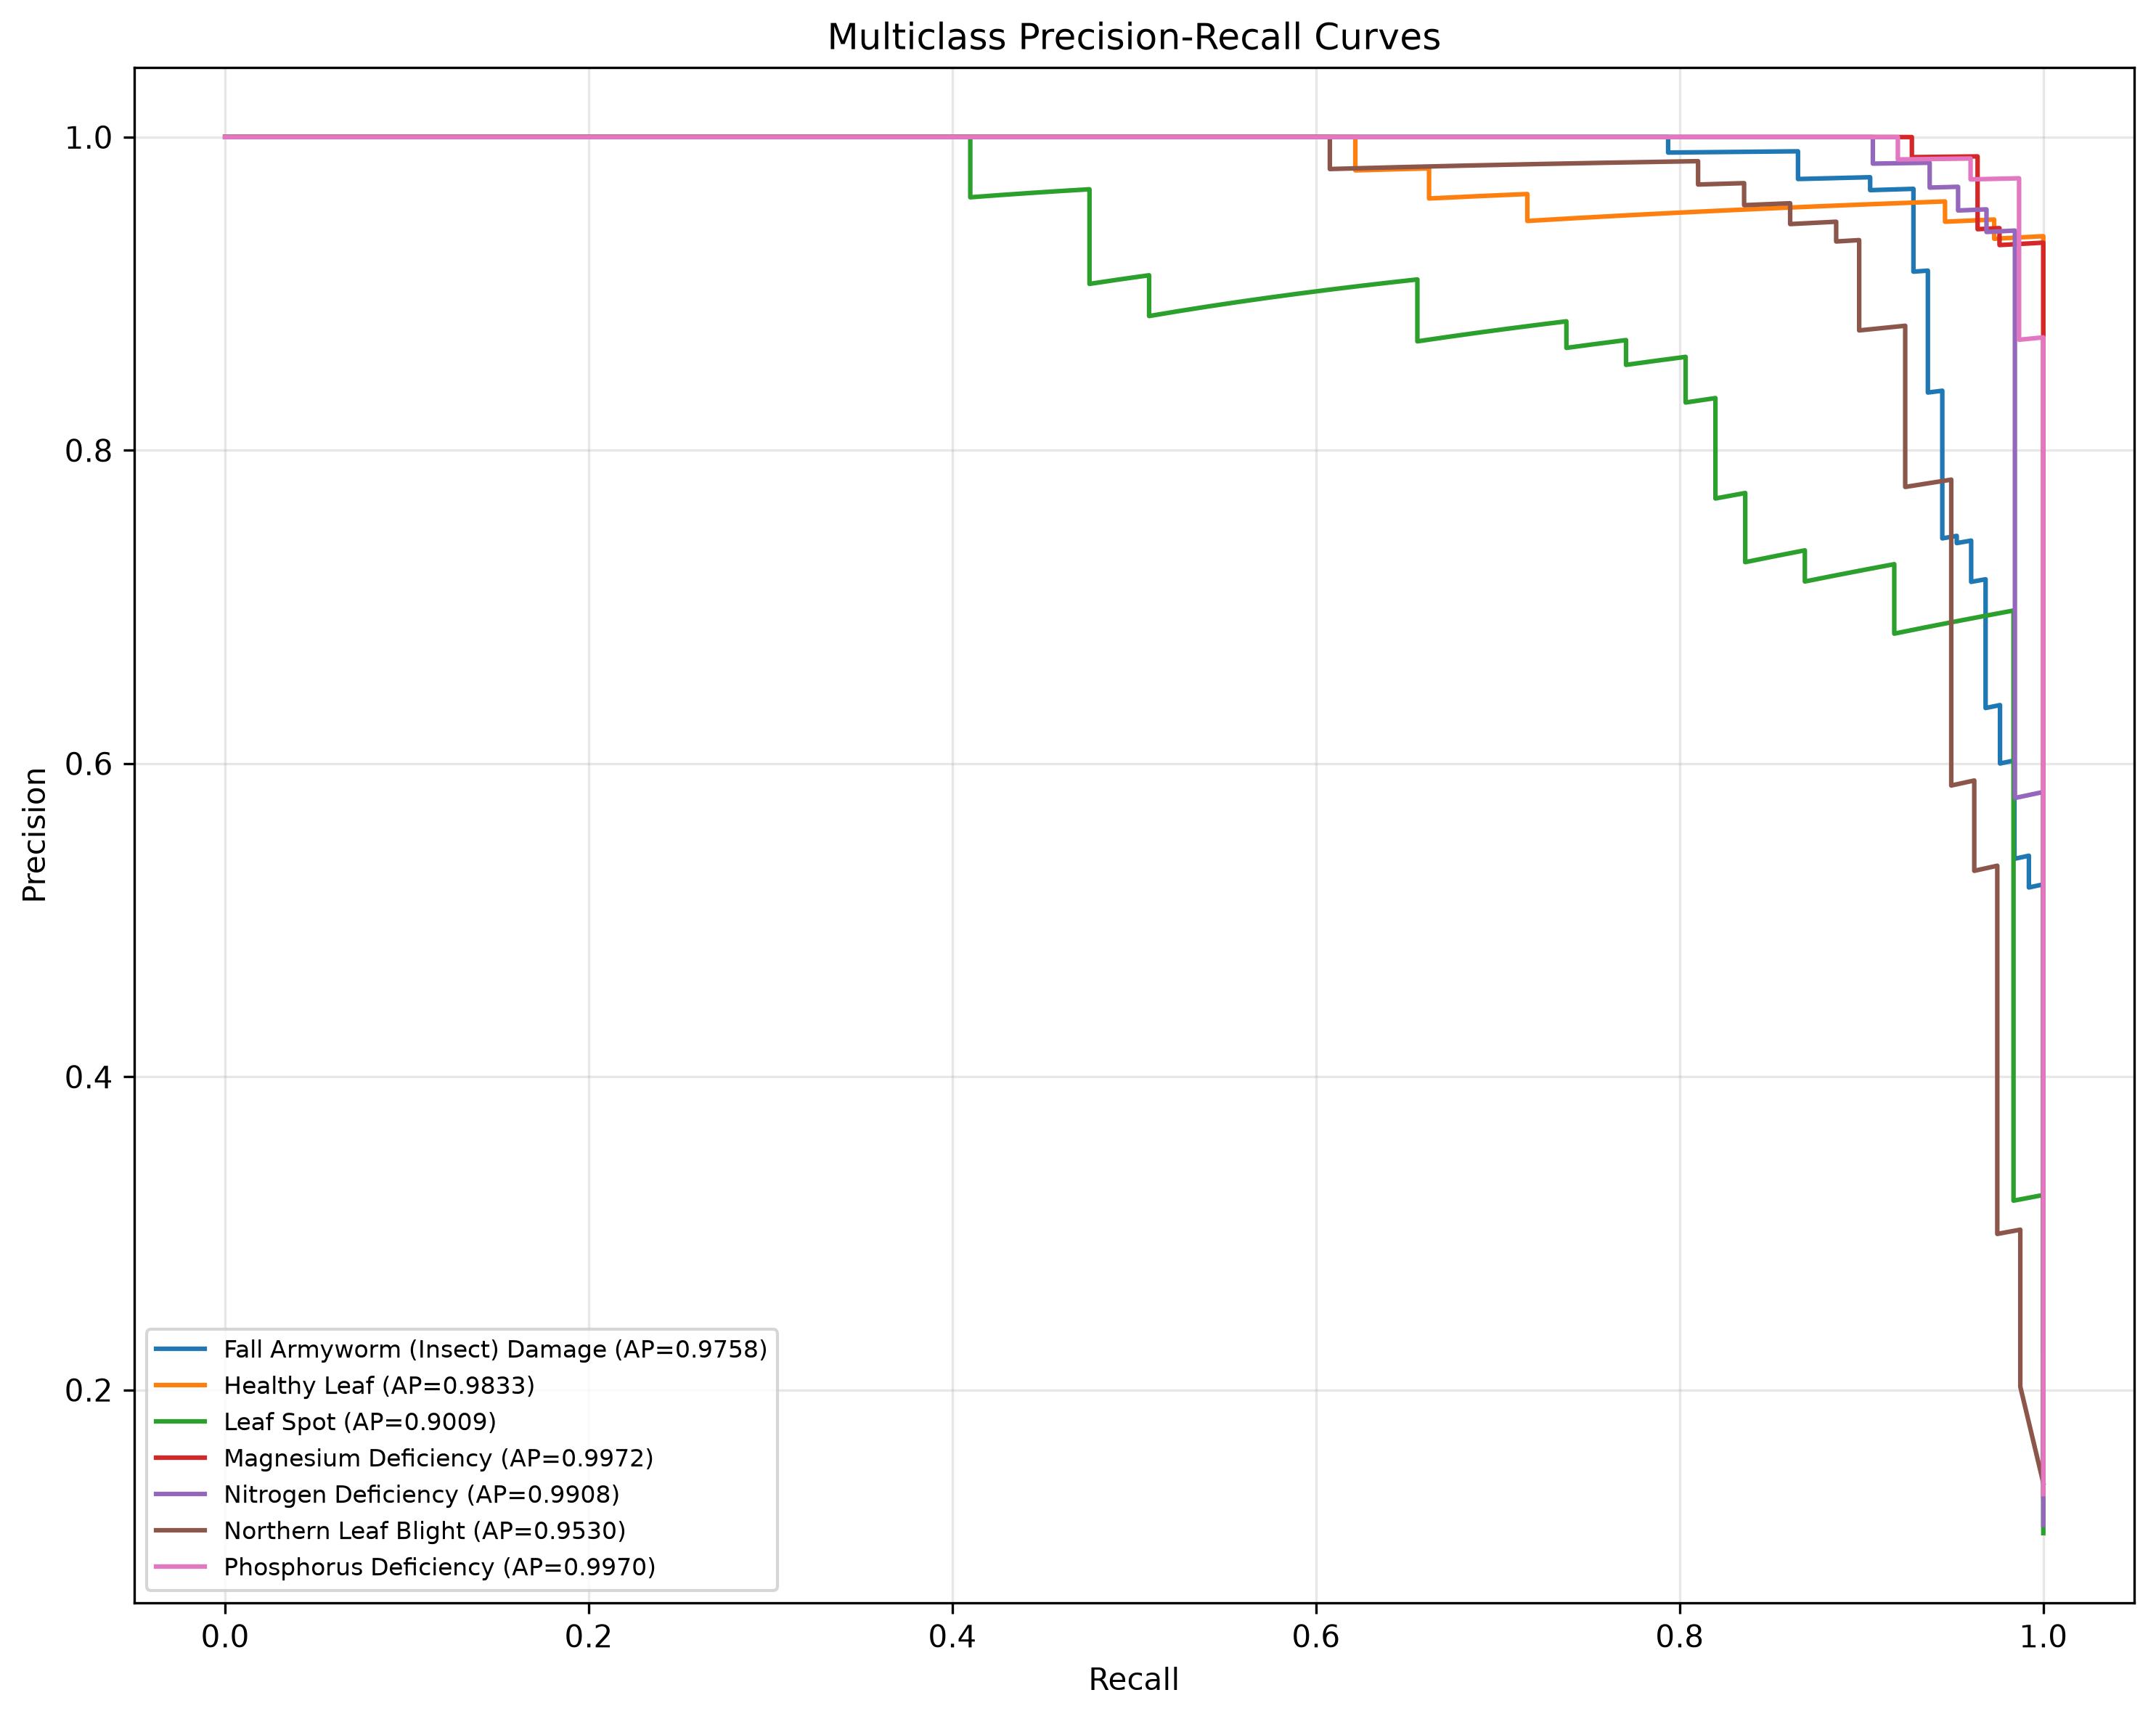 Multiclass Precision-Recall Curves
1.0
0.8
0.6
0.4
0.2
Precision
Fall Armyworm (Insect) Damage (AP=0.9758)
Healthy Leaf (AP=0.9833)
Leaf Spot (AP=0.9009)
Magnesium Deficiency (AP=0.9972)
Nitrogen Deficiency (AP=0.9908)
Northern Leaf Blight (AP=0.9530)
Phosphorus Deficiency (AP=0.9970)
0.0 0.2 0.4 0.6 0.8 1.0
Recall